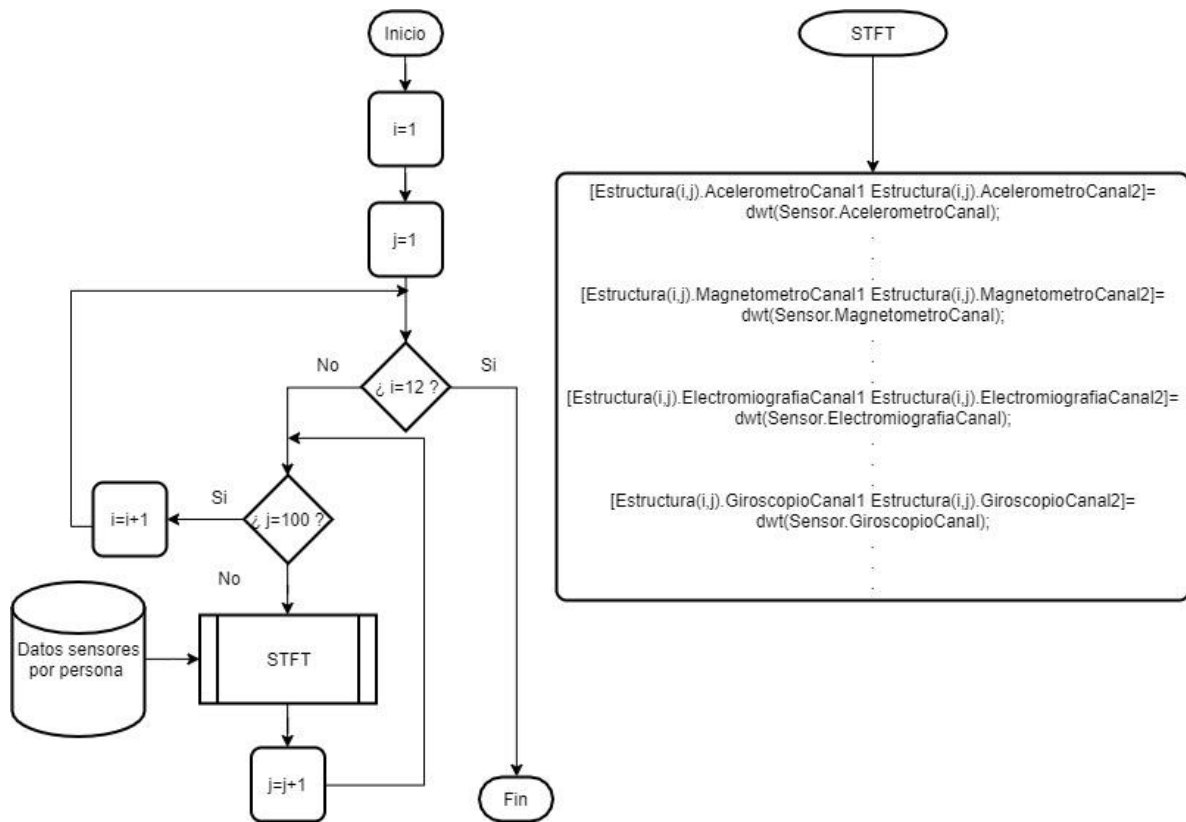 Inicio
i=1
j=1
¿ i=12 ?
No
Si
¿ j=100 ?
Si
No
i=i+1
Datos sensores
por persona
STFT
j=j+1
Fin
STFT
[Estructura(i,j).AcelerometroCanal1 Estructura(i,j).AcelerometroCanal2]=
dwt(Sensor.AcelerometroCanal);
.
.
.
[Estructura(i,j).MagnetometroCanal1 Estructura(i,j).MagnetometroCanal2]=
dwt(Sensor.MagnetometroCanal);
.
.
.
[Estructura(i,j).ElectromiografiaCanal1 Estructura(i,j).ElectromiografiaCanal2]=
dwt(Sensor.ElectromiografiaCanal);
.
.
.
[Estructura(i,j).GiroscopioCanal1 Estructura(i,j).GiroscopioCanal2]=
dwt(Sensor.GiroscopioCanal);
.
.
.